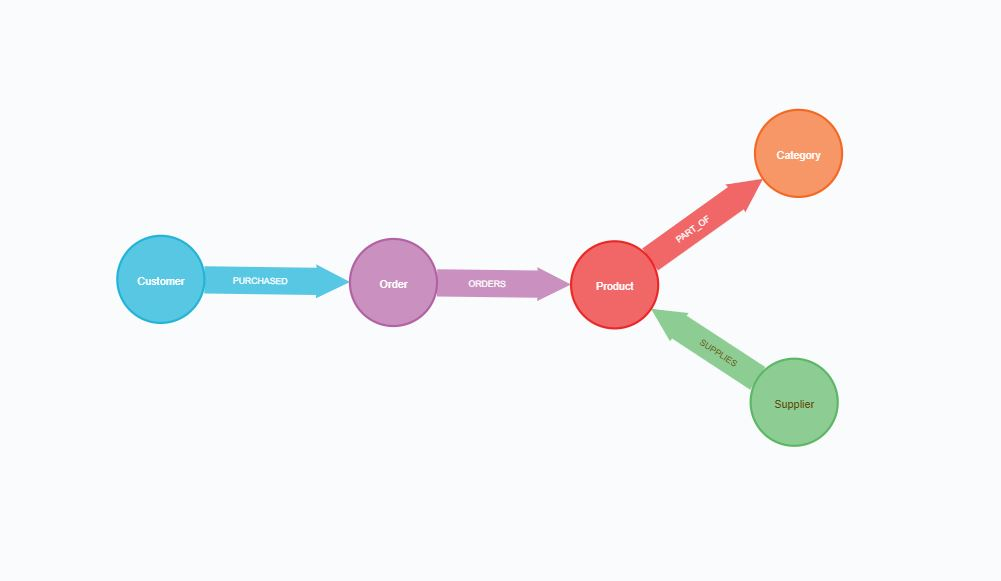 Customer
PURCHASED
Order
ORDERS
Product
PART_OF
Category
SUPPLIES
Supplier